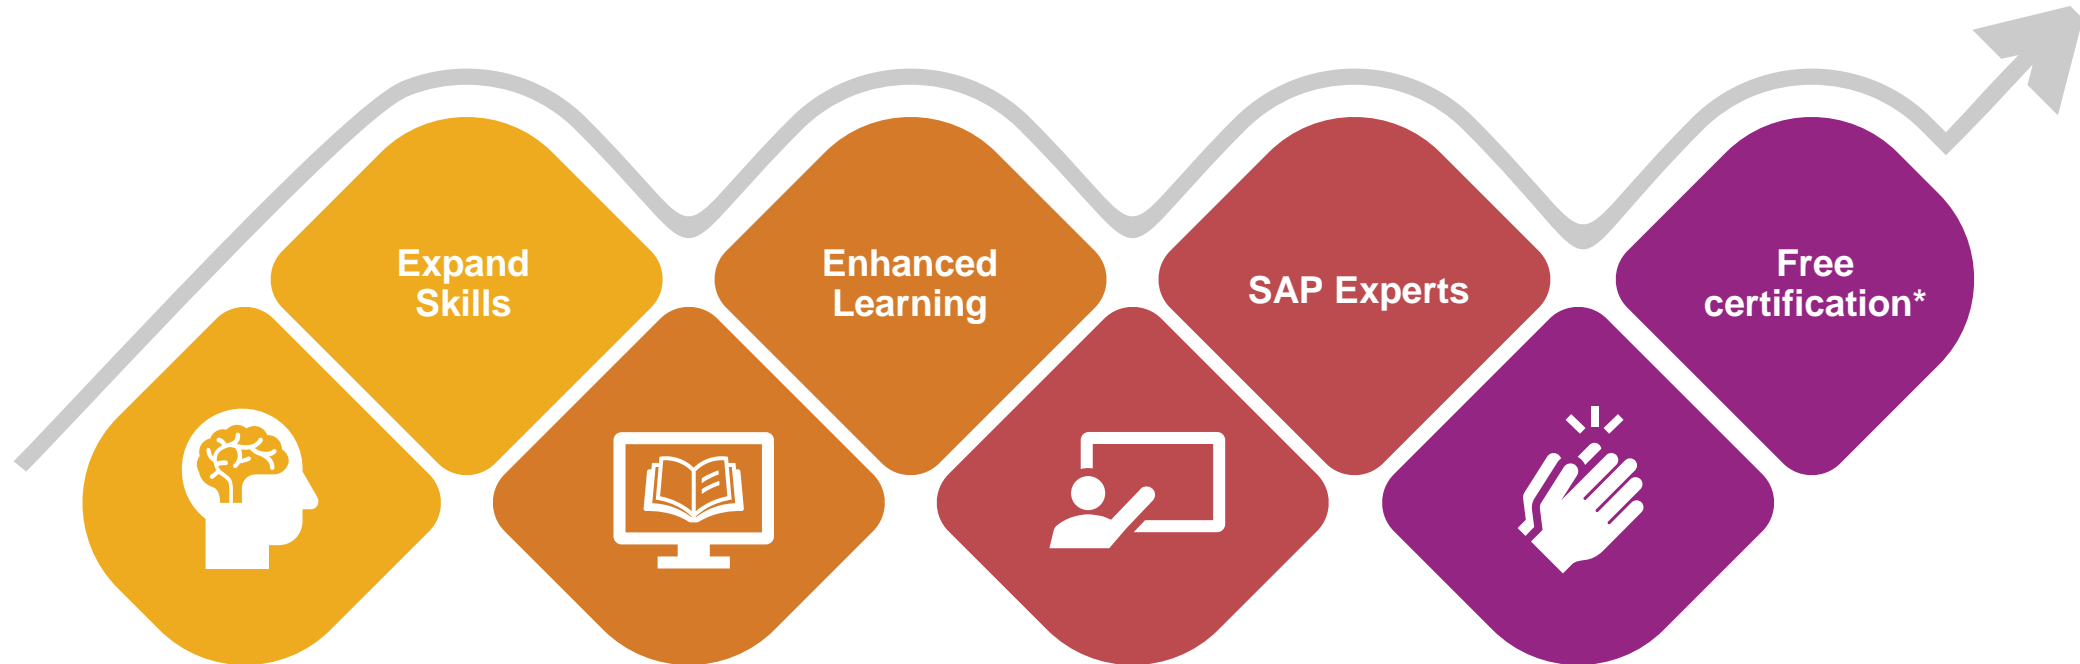 Expand
Skills
Enhanced
Learning
SAP Experts
Free
certification*